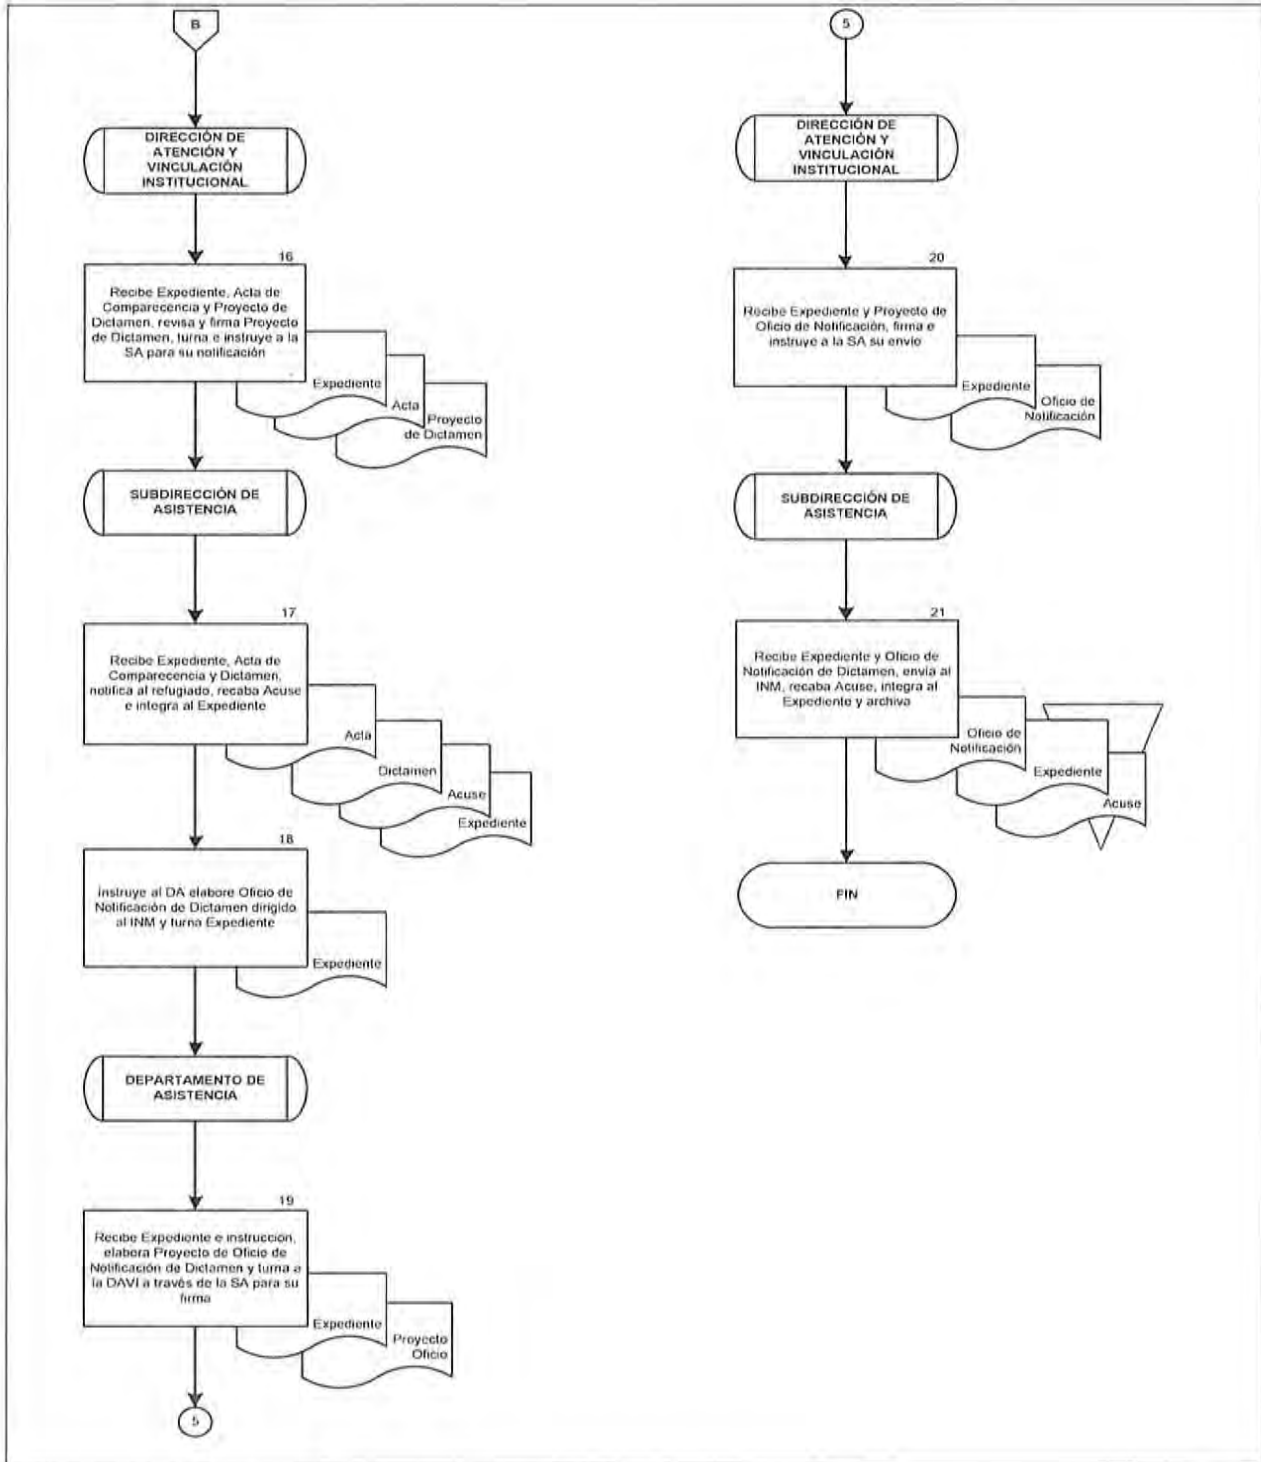 B
DIRECCIÓN DE
ATENCIÓN Y
VINCULACIÓN
INSTITUCIONAL
16
Recibe Expediente, Acta de
Comparecencia y Proyecto de
Dictamen, revisa y firma Proyecto
de Dictamen, turna e instruye a la
SA para su notificación
Expediente
Acta
Proyecto
de Dictamen
SUBDIRECCIÓN DE
ASISTENCIA
17
Recibe Expediente, Acta de
Comparecencia y Dictamen,
notifica al refugiado, recaba Acuse
e integra al Expediente
Acta
Dictamen
Acuse
Expediente
18
Instruye al DA elabore Oficio de
Notificación de Dictamen dirigido
al INM y turna Expediente
Expediente
DEPARTAMENTO DE
ASISTENCIA
19
Recibe Expediente e instrucción,
elabora Proyecto de Oficio de
Notificación de Dictamen y turna a
la DAVI a través de la SA para su
firma
Expediente
Proyecto
Oficio
5
5
DIRECCIÓN DE
ATENCIÓN Y
VINCULACIÓN
INSTITUCIONAL
20
Recibe Expediente y Proyecto de
Oficio de Notificación, firma e
instruye a la SA su envío
Expediente
Oficio de
Notificación
SUBDIRECCIÓN DE
ASISTENCIA
21
Recibe Expediente y Oficio de
Notificación de Dictamen, envía al
INM, recaba Acuse, integra al
Expediente y archiva
Oficio de
Notificación
Expediente
Acuse
FIN